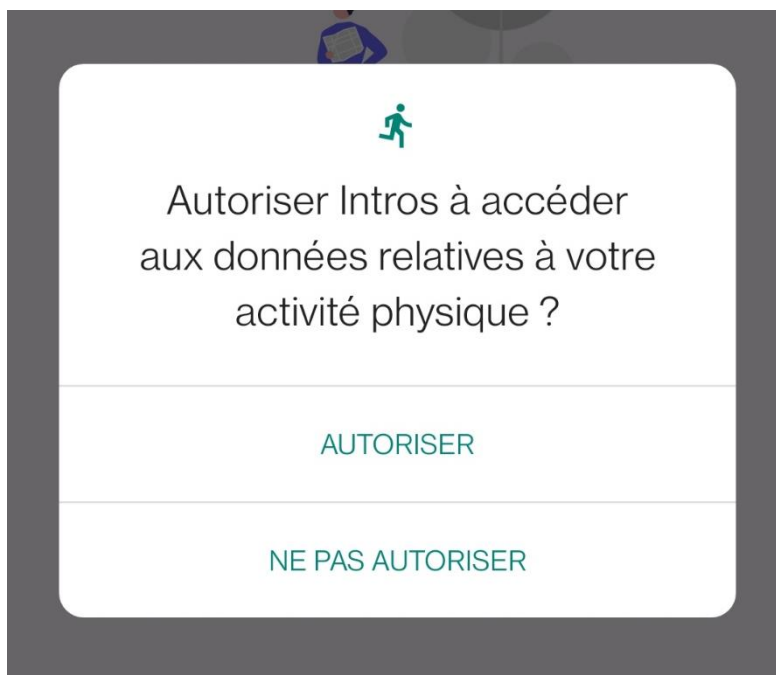 Autoriser Intros à accéder
aux données relatives à votre
activité physique ?
AUTORISER
NE PAS AUTORISER